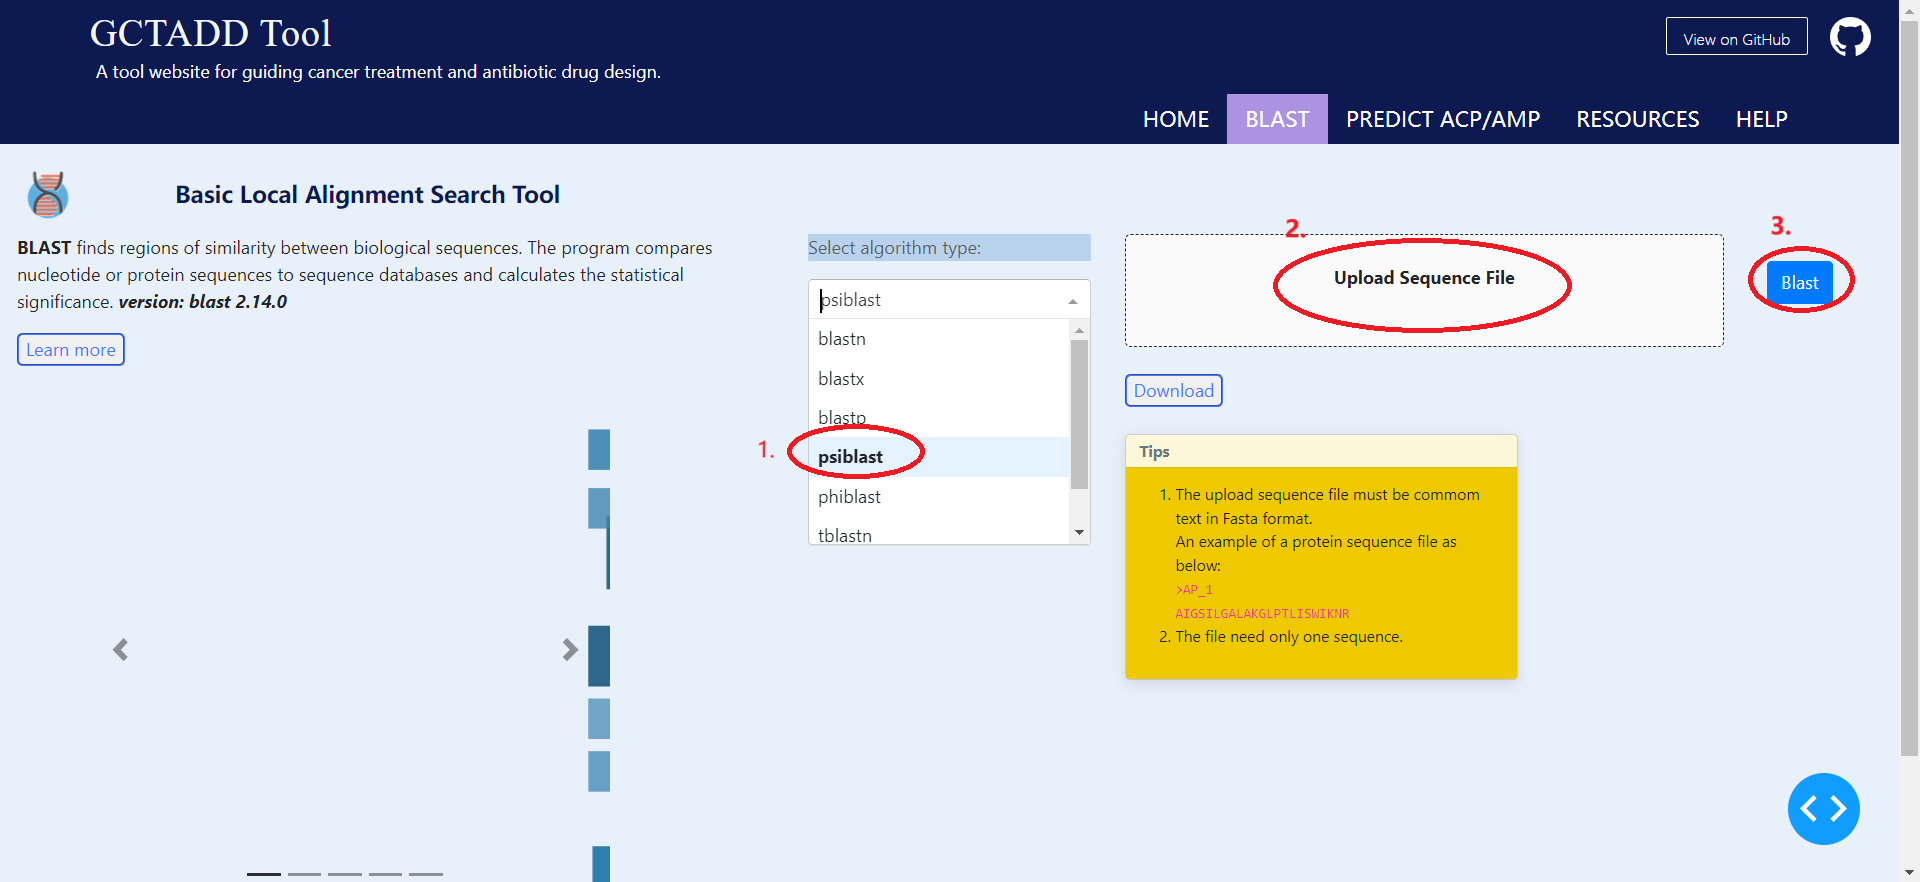 GCTADD Tool
A tool website for guiding cancer treatment and antibiotic drug design.
View on GitHub
HOME
BLAST
PREDICT ACP/AMP
RESOURCES
HELP
Basic Local Alignment Search Tool
BLAST finds regions of similarity between biological sequences. The program compares
nucleotide or protein sequences to sequence databases and calculates the statistical
significance. version: blast 2.14.0
Learn more
Select algorithm type:
psiblast
blastn
blastx
blastp
1.
psiblast
phiblast
tblastn
2.
Upload Sequence File
3.
Blast
Download
Tips
1. The upload sequence file must be commom
text in Fasta format.
An example of a protein sequence file as
below:
>AP_1
AIGSILGALAKGLPTLISWIKNR
2. The file need only one sequence.